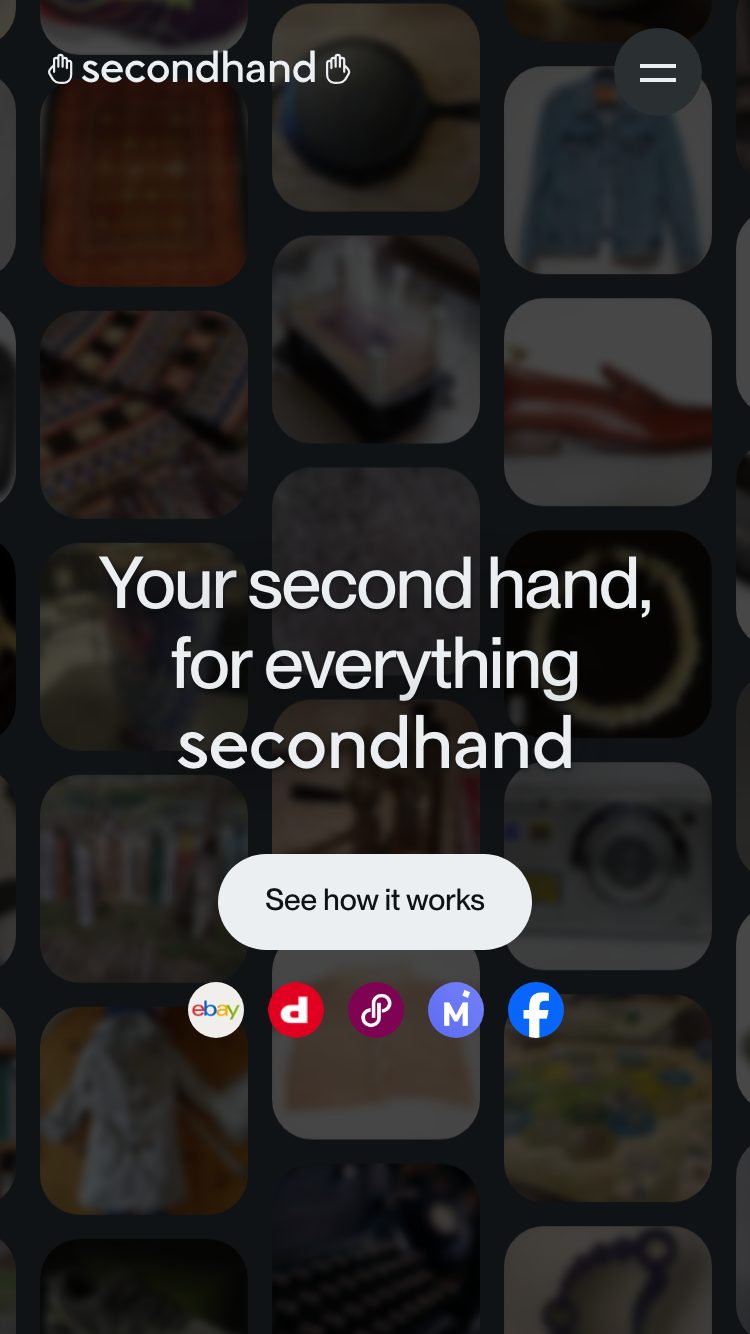 secondhand
Your second hand,
for everything
secondhand
See how it works
ebay
d
M
f